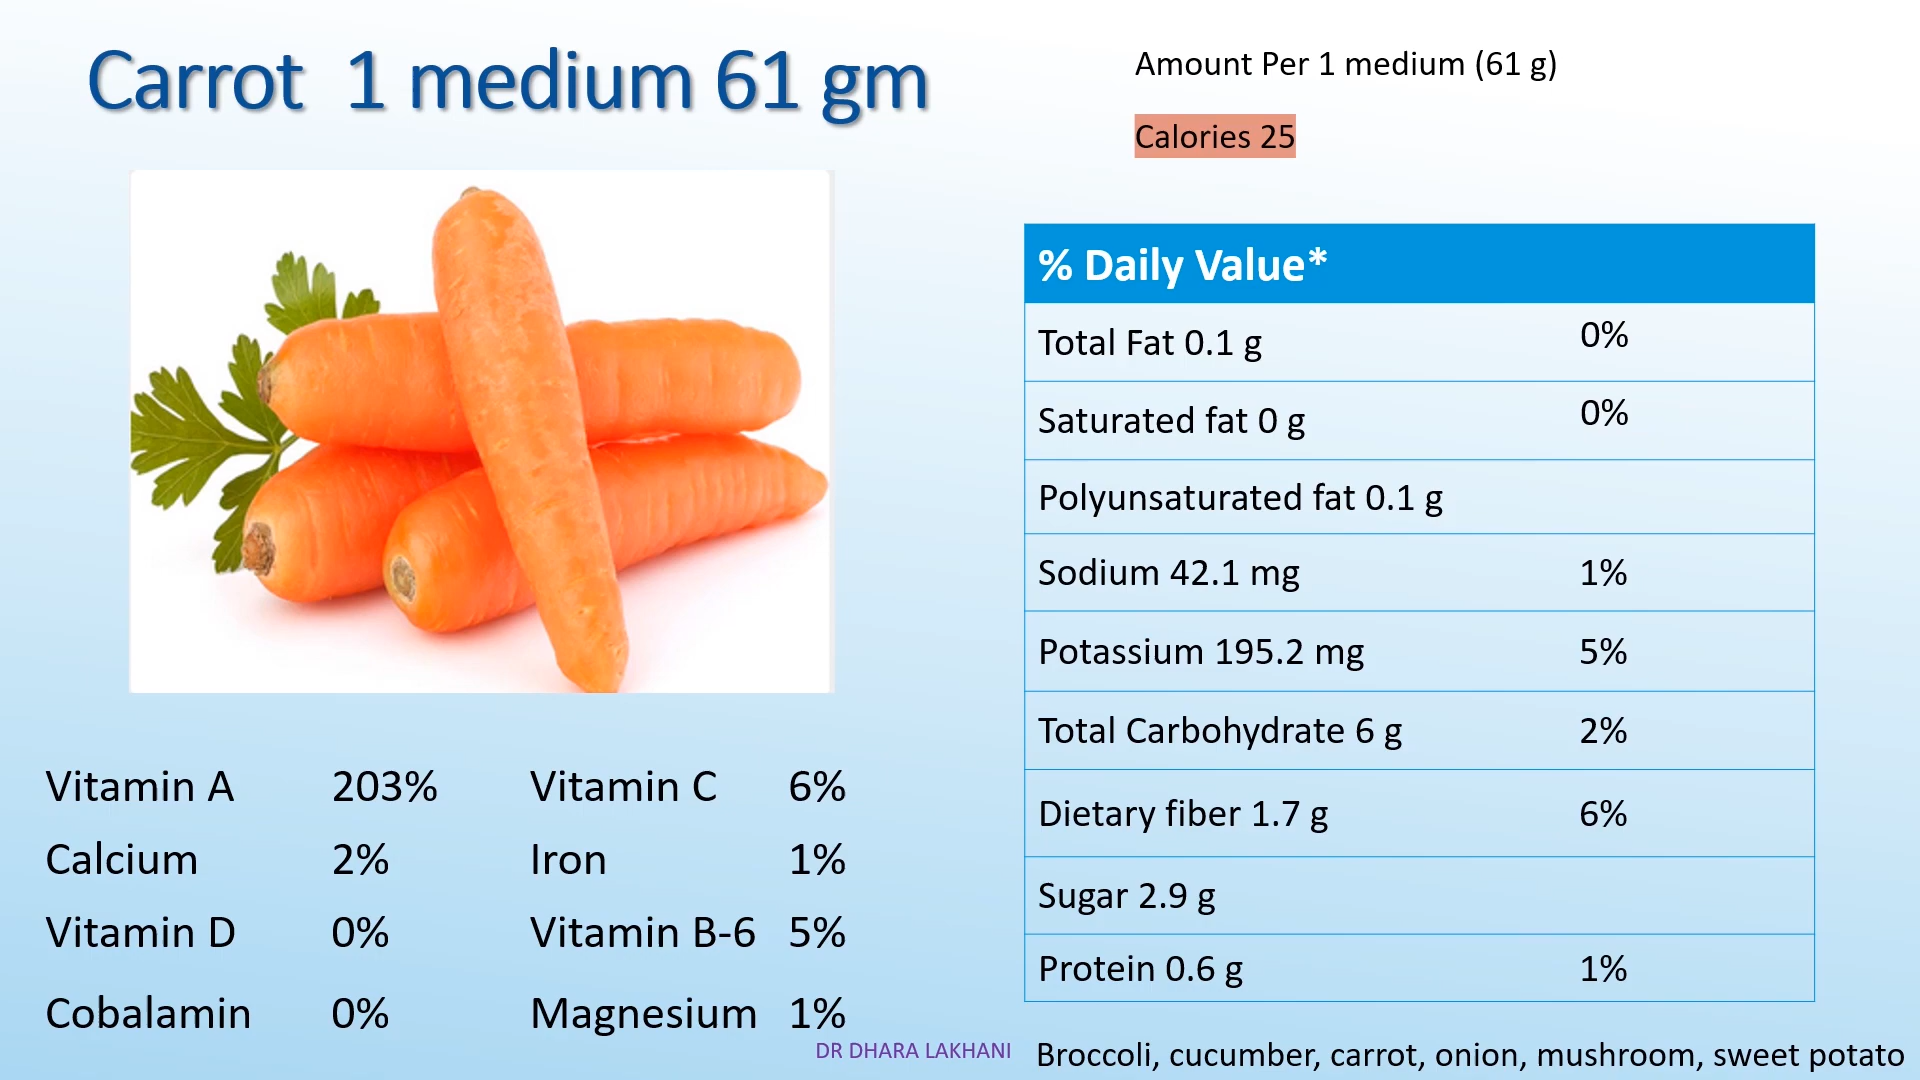 Carrot 1 medium 61 gm
Amount Per 1 medium (61 g)
Calories 25
% Daily Value*
Total Fat 0.1 g 0%
Saturated fat 0 g 0%
Polyunsaturated fat 0.1 g
Sodium 42.1 mg 1%
Potassium 195.2 mg 5%
Total Carbohydrate 6 g 2%
Dietary fiber 1.7 g 6%
Sugar 2.9 g
Protein 0.6 g 1%
Vitamin A 203% Vitamin C 6%
Calcium 2% Iron 1%
Vitamin D 0% Vitamin B-6 5%
Cobalamin 0% Magnesium 1%
DR DHARA LAKHANI
Broccoli, cucumber, carrot, onion, mushroom, sweet potato